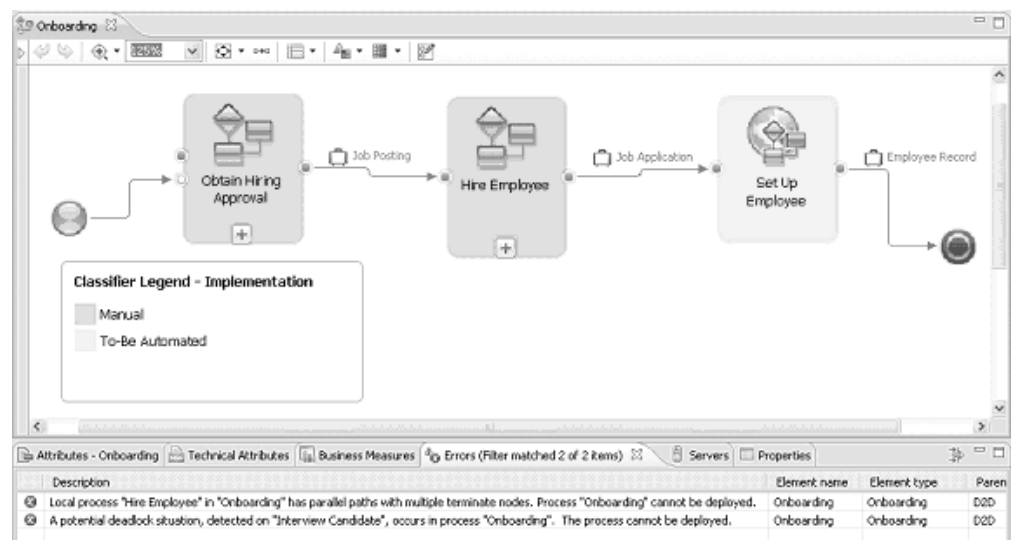 Onboarding
125%
Job Posting
Job Application
Employee Record
Obtain Hiring
Approval
Hire Employee
Set Up
Employee
Classifier Legend - Implementation
Manual
To-Be Automated
Attributes - Onboarding Technical Attributes Business Measures Errors (Filter matched 2 of 2 items) Servers Properties
Description Element name Element type Paren
Local process "Hire Employee" in "Onboarding" has parallel paths with multiple terminate nodes. Process "Onboarding" cannot be deployed. Onboarding Onboarding D2D
A potential deadlock situation, detected on "Interview Candidate", occurs in process "Onboarding". The process cannot be deployed. Onboarding Onboarding D2D